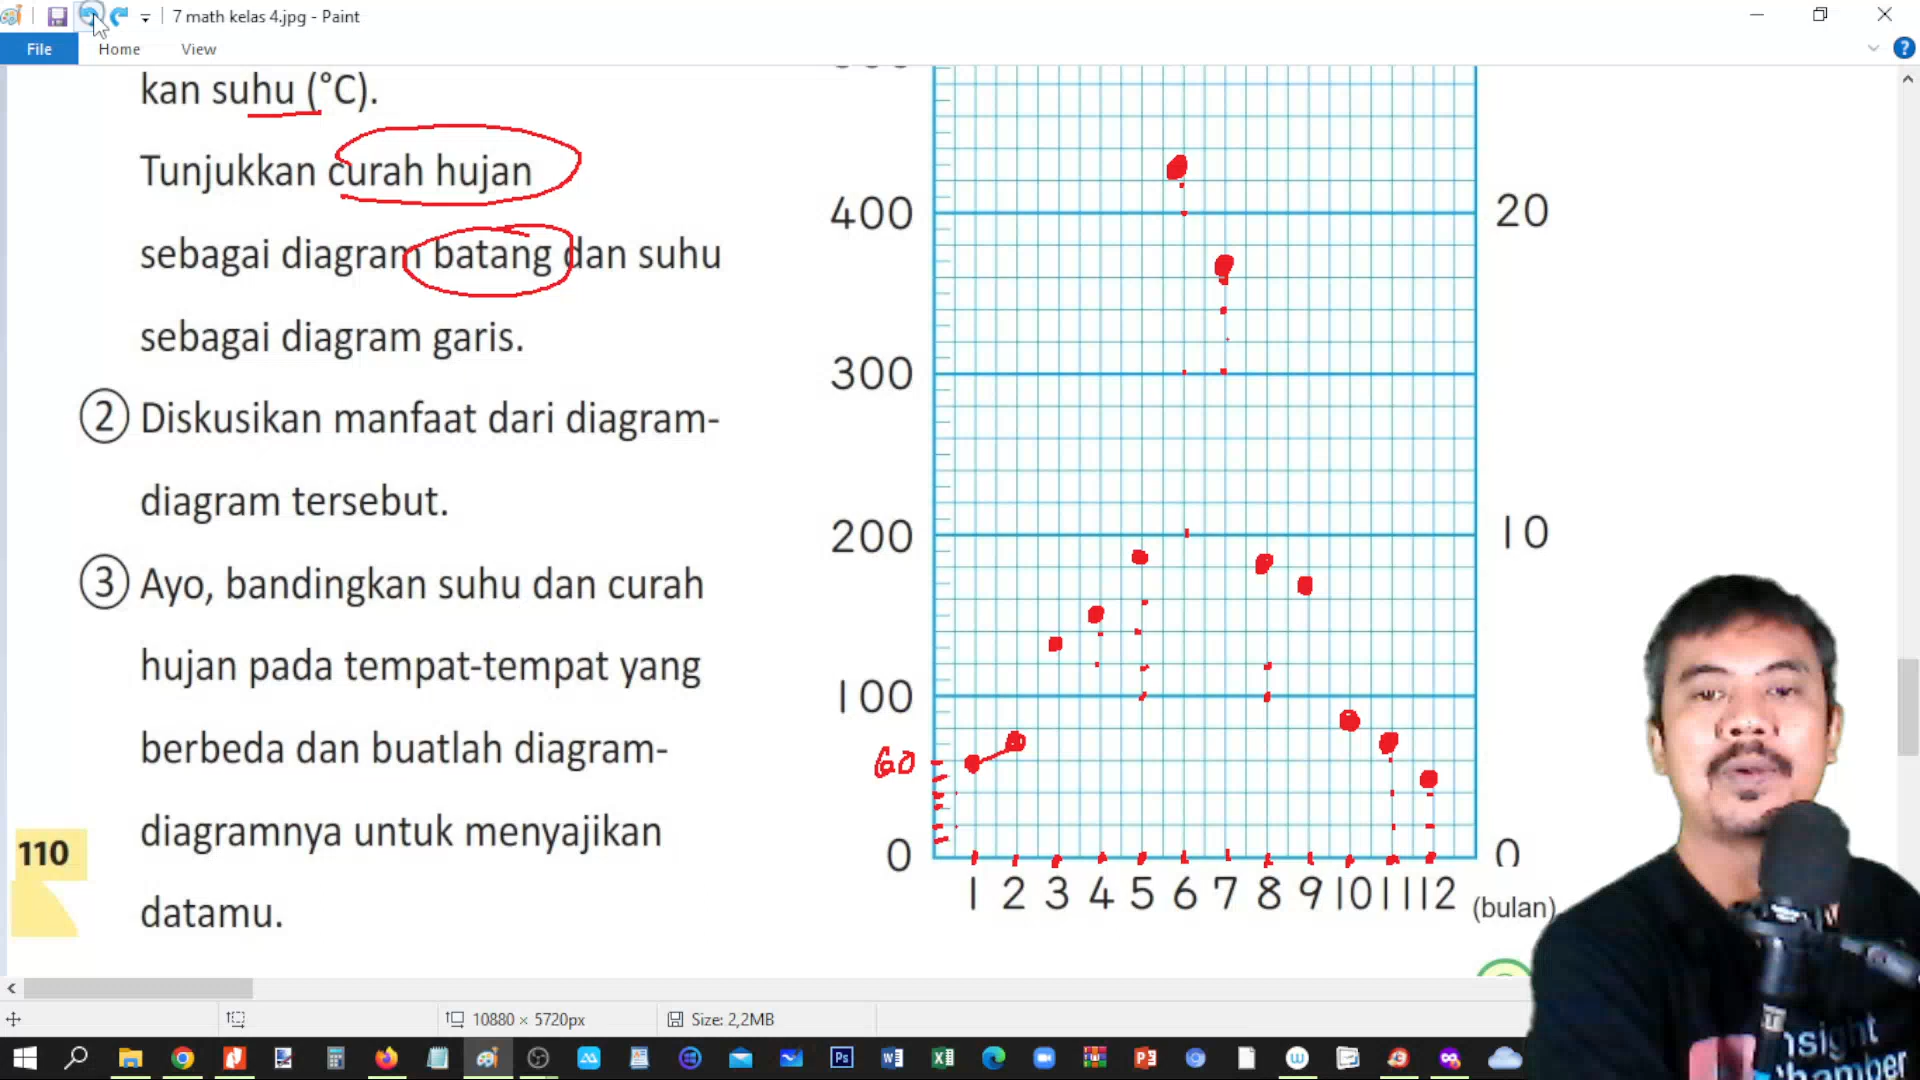 7 math kelas 4.jpg - Paint
File Home View
kan suhu (°C).
Tunjukkan curah hujan
sebagai diagram batang dan suhu
sebagai diagram garis.
② Diskusikan manfaat dari diagram-
diagram tersebut.
③ Ayo, bandingkan suhu dan curah
hujan pada tempat-tempat yang
berbeda dan buatlah diagram-
diagramnya untuk menyajikan
datamu.
110
400 20
300
200 10
100
60
0 0
1 2 3 4 5 6 7 8 9 10 11 12 (bulan)
10880 × 5720px Size: 2,2MB